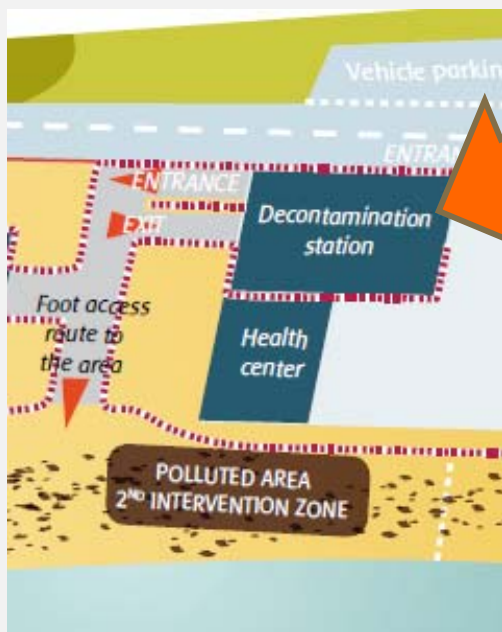 Vehicle parkin
ENTRAN
ENTRANCE
EXIT
Decontamination
station
Foot access
route to
the area
Health
center
POLLUTED AREA
2ND INTERVENTION ZONE